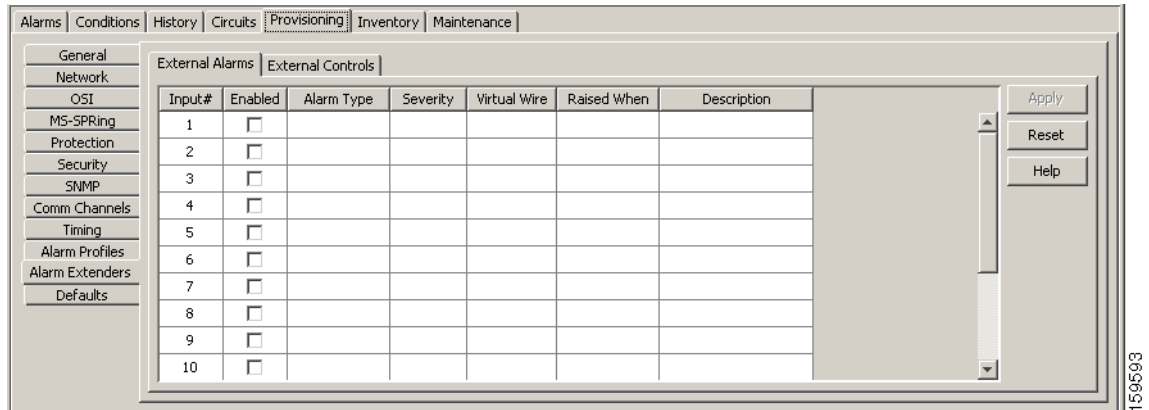 Alarms Conditions History Circuits Provisioning Inventory Maintenance
General
Network
OSI
MS-SPRing
Protection
Security
SNMP
Comm Channels
Timing
Alarm Profiles
Alarm Extenders
Defaults
External Alarms External Controls
Input# Enabled Alarm Type Severity Virtual Wire Raised When Description
1
2
3
4
5
6
7
8
9
10
Apply
Reset
Help
159593